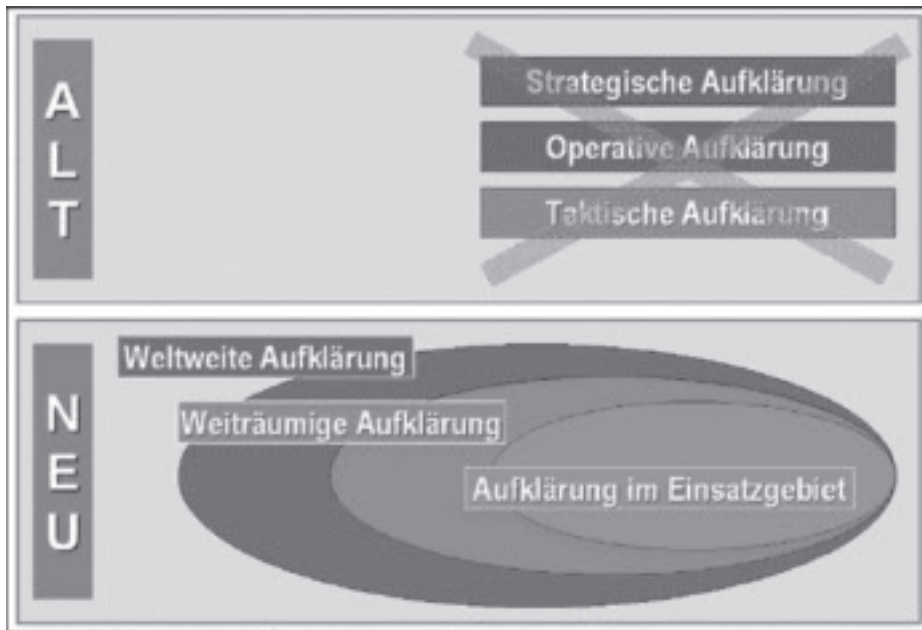 ALT
Strategische Aufklärung
Operative Aufklärung
Taktische Aufklärung
NEU
Weltweite Aufklärung
Weiträumige Aufklärung
Aufklärung im Einsatzgebiet